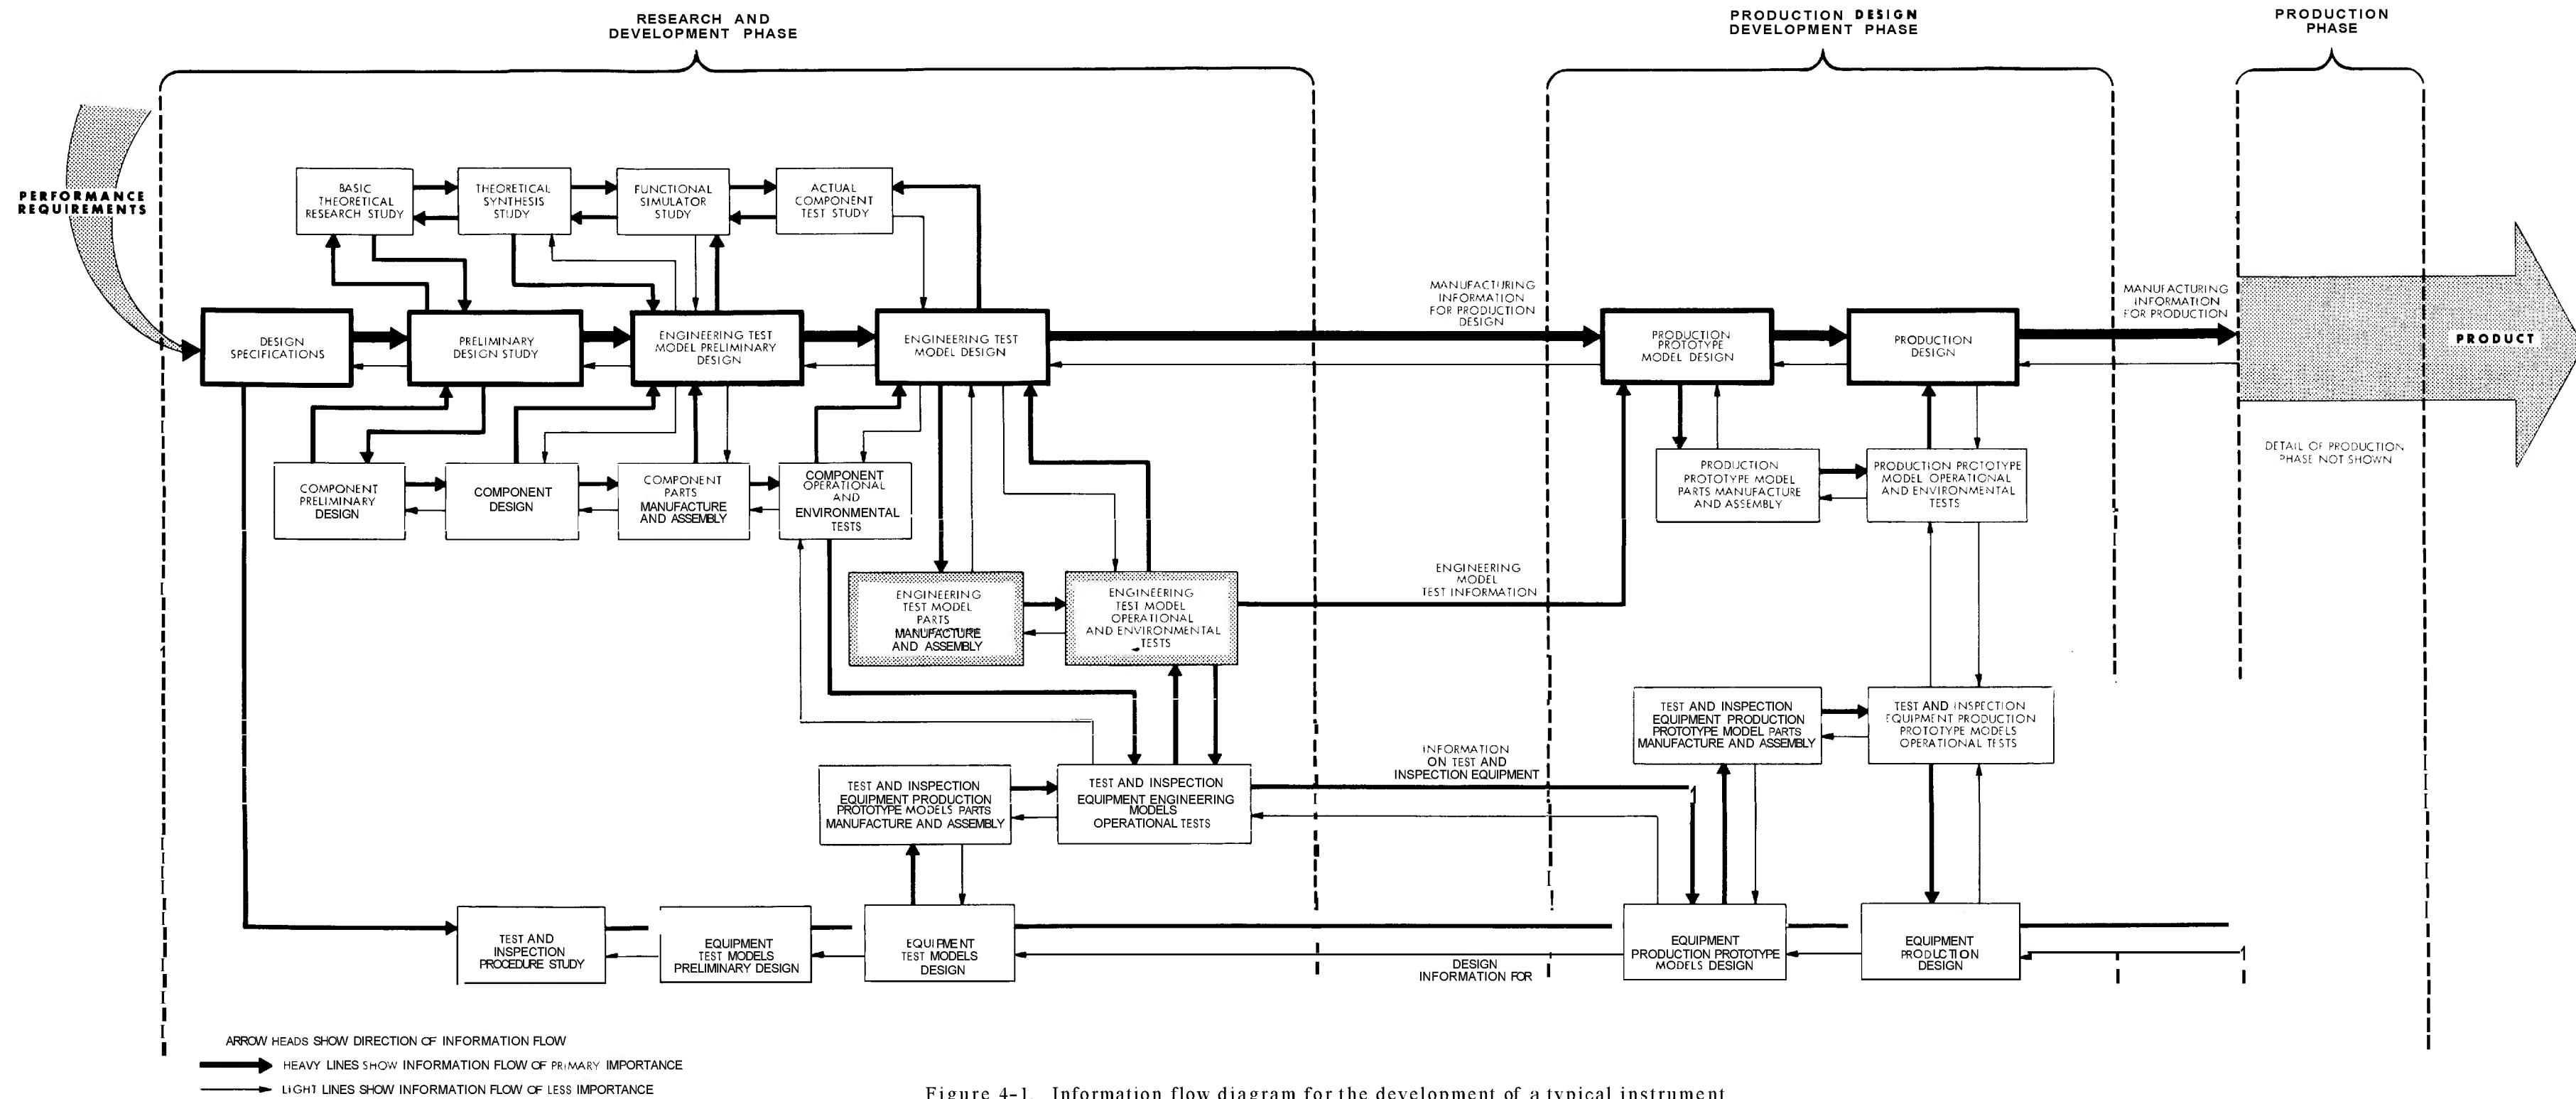 RESEARCH AND
DEVELOPMENT PHASE
PRODUCTION DESIGN
DEVELOPMENT PHASE
PRODUCTION
PHASE
PERFORMANCE
REQUIREMENTS
BASIC
THEORETICAL
RESEARCH STUDY
THEORETICAL
SYNTHESIS
STUDY
FUNCTIONAL
SIMULATOR
STUDY
ACTUAL
COMPONENT
TEST STUDY
DESIGN
SPECIFICATIONS
PRELIMINARY
DESIGN STUDY
ENGINEERING TEST
MODEL PRELIMINARY
DESIGN
ENGINEERING TEST
MODEL DESIGN
MANUFACTURING
INFORMATION
FOR PRODUCTION
DESIGN
PRODUCTION
PROTOTYPE
MODEL DESIGN
PRODUCTION
DESIGN
MANUFACTURING
INFORMATION
FOR PRODUCTION
PRODUCT
DETAIL OF PRODUCTION
PHASE NOT SHOWN
COMPONENT
PRELIMINARY
DESIGN
COMPONENT
DESIGN
COMPONENT
PARTS
MANUFACTURE
AND ASSEMBLY
COMPONENT
OPERATIONAL
AND
ENVIRONMENTAL
TESTS
PRODUCTION
PROTOTYPE MODEL
PARTS MANUFACTURE
AND ASSEMBLY
PRODUCTION PROTOTYPE
MODEL OPERATIONAL
AND ENVIRONMENTAL
TESTS
ENGINEERING
TEST MODEL
PARTS
MANUFACTURE
AND ASSEMBLY
ENGINEERING
TEST MODEL
OPERATIONAL
AND ENVIRONMENTAL
TESTS
ENGINEERING
MODEL
TEST INFORMATION
TEST AND INSPECTION
EQUIPMENT PRODUCTION
PROTOTYPE MODEL PARTS
MANUFACTURE AND ASSEMBLY
TEST AND INSPECTION
EQUIPMENT PRODUCTION
PROTOTYPE MODELS
OPERATIONAL TESTS
TEST AND INSPECTION
EQUIPMENT PRODUCTION
PROTOTYPE MODELS PARTS
MANUFACTURE AND ASSEMBLY
TEST AND INSPECTION
EQUIPMENT ENGINEERING
MODELS
OPERATIONAL TESTS
INFORMATION
ON TEST AND
INSPECTION EQUIPMENT
TEST AND
INSPECTION
PROCEDURE STUDY
EQUIPMENT
TEST MODELS
PRELIMINARY DESIGN
EQUIPMENT
TEST MODELS
DESIGN
DESIGN
INFORMATION FOR
EQUIPMENT
PRODUCTION PROTOTYPE
MODELS DESIGN
EQUIPMENT
PRODUCTION
DESIGN
ARROW HEADS SHOW DIRECTION OF INFORMATION FLOW
HEAVY LINES SHOW INFORMATION FLOW OF PRIMARY IMPORTANCE
LIGHT LINES SHOW INFORMATION FLOW OF LESS IMPORTANCE
Figure 4-1. Information flow diagram for the development of a typical instrument